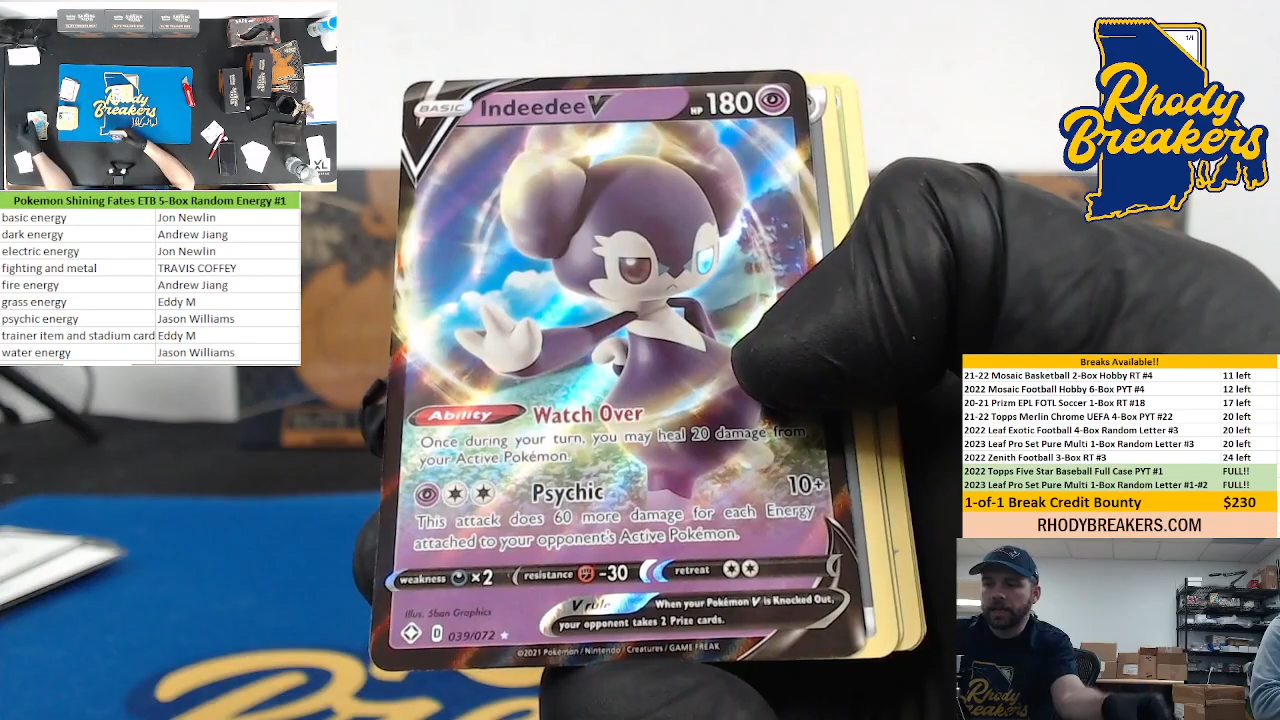 Pokemon Shining Fates ETB 5-Box Random Energy #1
basic energy Jon Newlin
dark energy Andrew Jiang
electric energy Jon Newlin
fighting and metal TRAVIS COFFEY
fire energy Andrew Jiang
grass energy Eddy M
psychic energy Jason Williams
trainer item and stadium card Eddy M
water energy Jason Williams
Rhody
Breakers
BASIC Indeedee V HP 180
Ability Watch Over
Once during your turn, you may heal 20 damage from
your Active Pokémon.
Psychic 10+
This attack does 60 more damage for each Energy
attached to your opponent's Active Pokémon.
weakness ×2 resistance -30 retreat
Illus. 5ban Graphics
V rule When your Pokémon V is Knocked Out,
your opponent takes 2 Prize cards.
D 039/072
©2021 Pokémon / Nintendo / Creatures / GAME FREAK
1/1
Rhody
Breakers
Breaks Available!!
21-22 Mosaic Basketball 2-Box Hobby RT #4 11 left
2022 Mosaic Football Hobby 6-Box PYT #4 12 left
20-21 Prizm EPL FOTL Soccer 1-Box RT #18 17 left
21-22 Topps Merlin Chrome UEFA 4-Box PYT #22 20 left
2022 Leaf Exotic Football 4-Box Random Letter #3 20 left
2023 Leaf Pro Set Pure Multi 1-Box Random Letter #3 20 left
2022 Zenith Football 3-Box RT #3 24 left
2022 Topps Five Star Baseball Full Case PYT #1 FULL!!
2023 Leaf Pro Set Pure Multi 1-Box Random Letter #1-#2 FULL!!
1-of-1 Break Credit Bounty $230
RHODYBREAKERS.COM
Rhody
Breakers